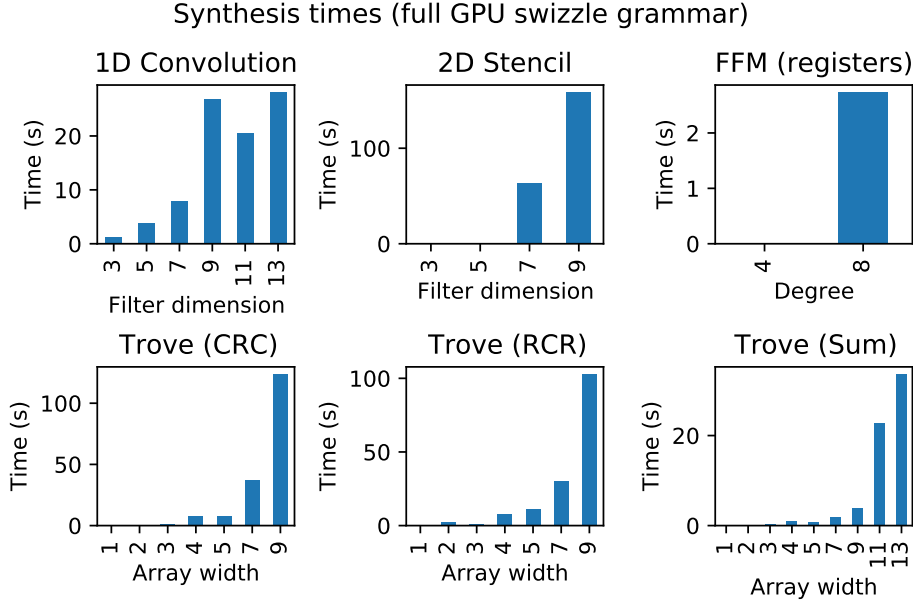 Synthesis times (full GPU swizzle grammar)
1D Convolution
Time (s)
20
10
0
3 5 7 9 11 13
Filter dimension
2D Stencil
Time (s)
100
0
3 5 7 9
Filter dimension
FFM (registers)
Time (s)
2
1
0
4 8
Degree
Trove (CRC)
Time (s)
100
50
0
1 2 3 4 5 7 9
Array width
Trove (RCR)
Time (s)
100
50
0
1 2 3 4 5 7 9
Array width
Trove (Sum)
Time (s)
20
0
1 2 3 4 5 7 9 11 13
Array width